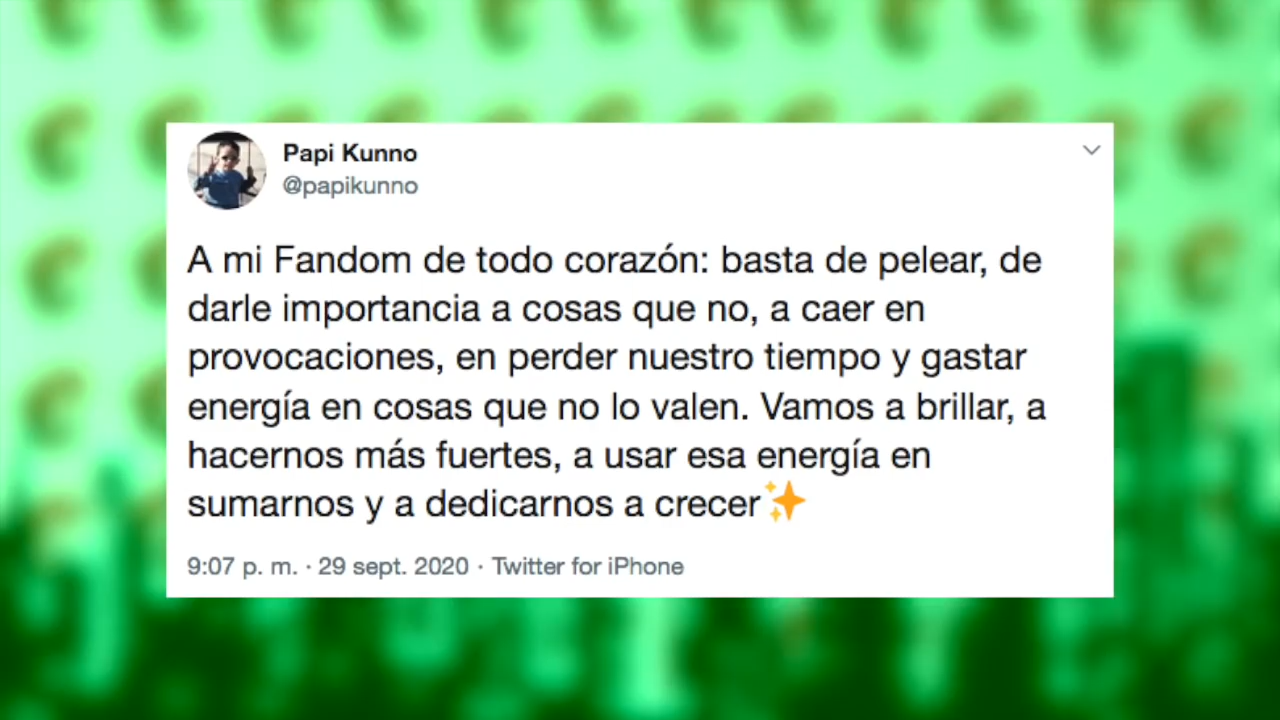 Papi Kunno
@papikunno
A mi Fandom de todo corazón: basta de pelear, de
darle importancia a cosas que no, a caer en
provocaciones, en perder nuestro tiempo y gastar
energía en cosas que no lo valen. Vamos a brillar, a
hacernos más fuertes, a usar esa energía en
sumarnos y a dedicarnos a crecer✨
9:07 p. m. · 29 sept. 2020 · Twitter for iPhone